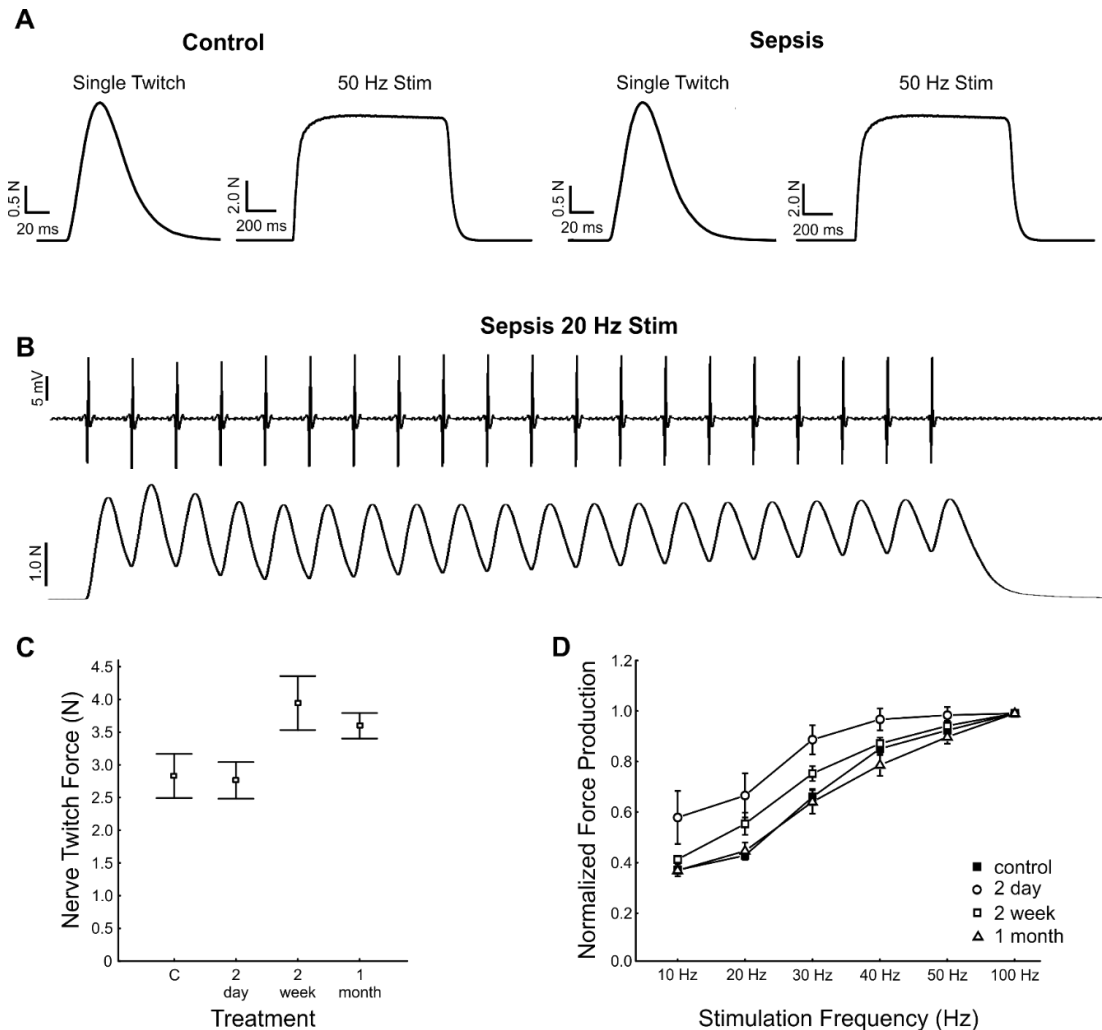 A
Control
Sepsis
Single Twitch
50 Hz Stim
Single Twitch
50 Hz Stim
0.5 N
20 ms
2.0 N
200 ms
0.5 N
20 ms
2.0 N
200 ms
Sepsis 20 Hz Stim
B
5 mV
1.0 N
C
Nerve Twitch Force (N)
4.5
4.0
3.5
3.0
2.5
2.0
1.5
1.0
0.5
0
C
2
day
2
week
1
month
Treatment
D
Normalized Force Production
1.2
1.0
0.8
0.6
0.4
0.2
0.0
control
2 day
2 week
1 month
10 Hz 20 Hz 30 Hz 40 Hz 50 Hz 100 Hz
Stimulation Frequency (Hz)